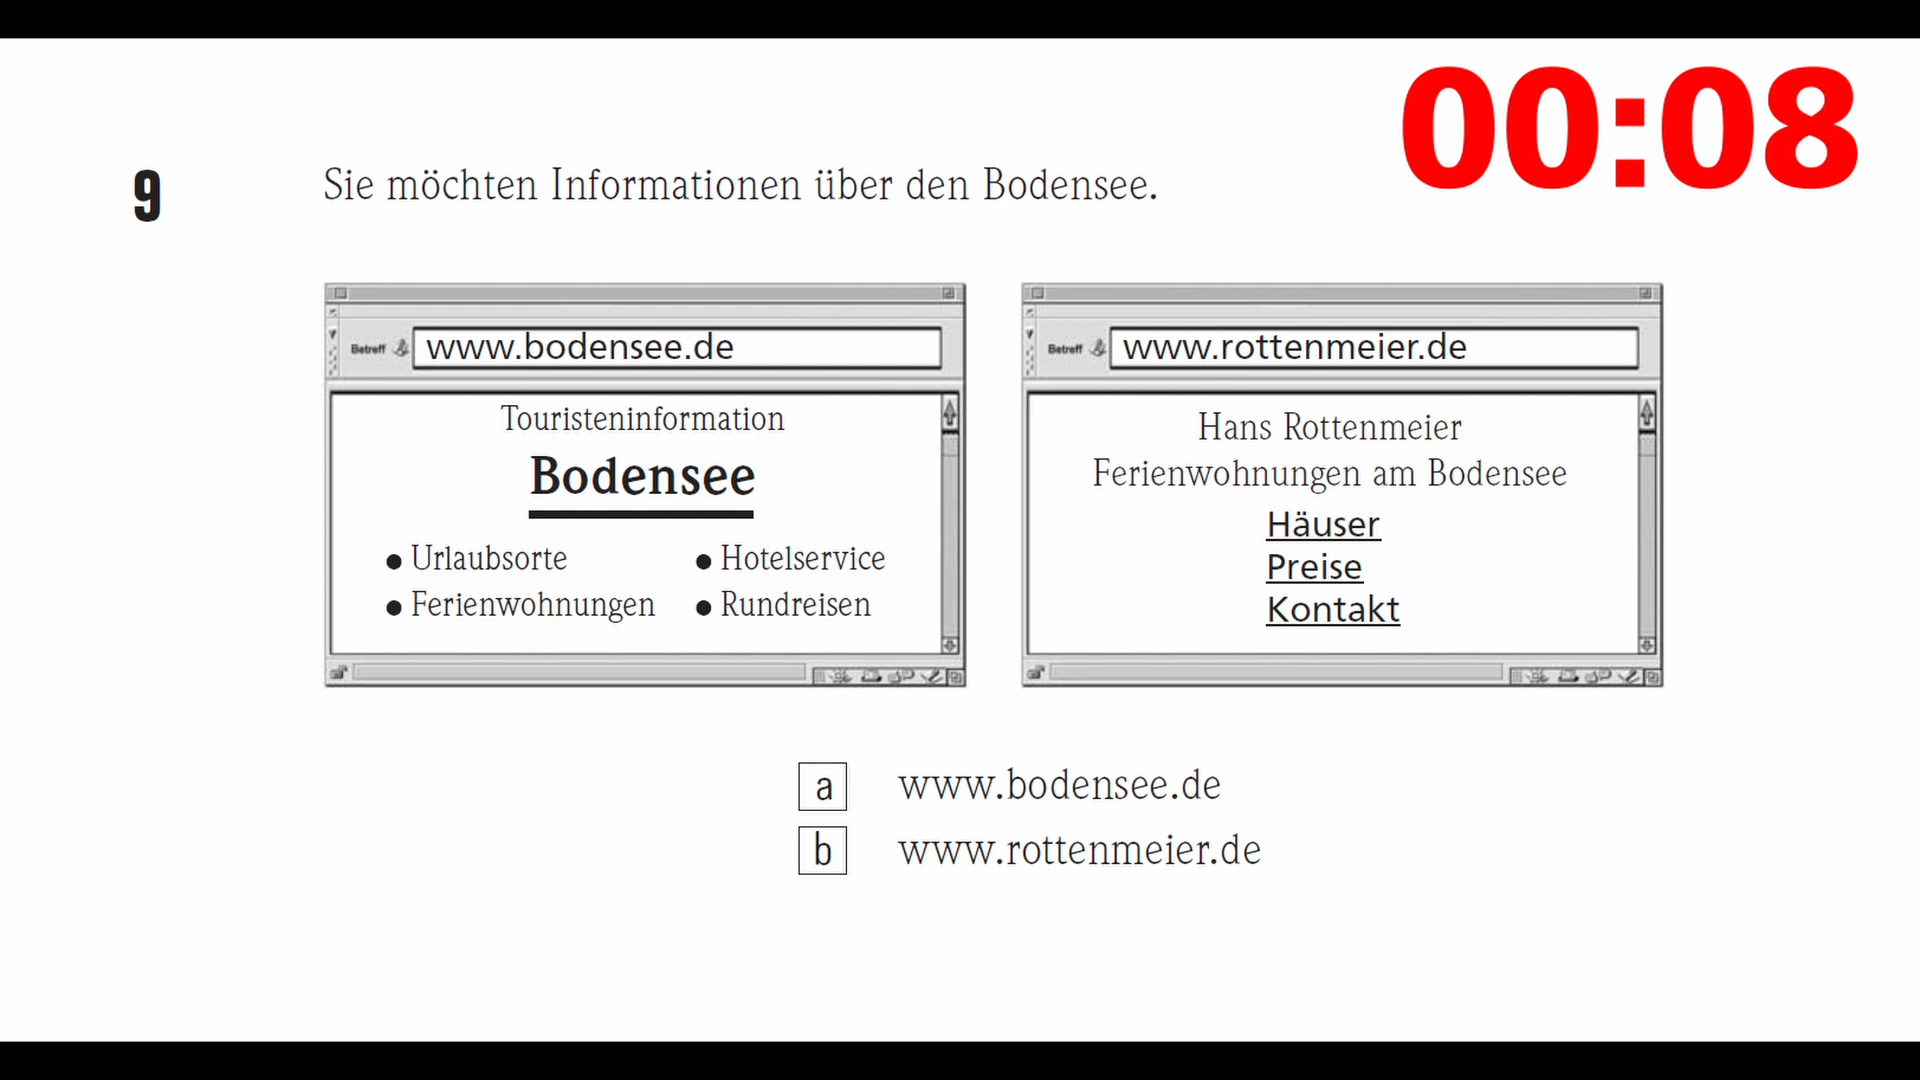 00:08
9
Sie möchten Informationen über den Bodensee.
Betreff www.bodensee.de
Touristeninformation
Bodensee
● Urlaubsorte ● Hotelservice
● Ferienwohnungen ● Rundreisen
Betreff www.rottenmeier.de
Hans Rottenmeier
Ferienwohnungen am Bodensee
Häuser
Preise
Kontakt
a www.bodensee.de
b www.rottenmeier.de